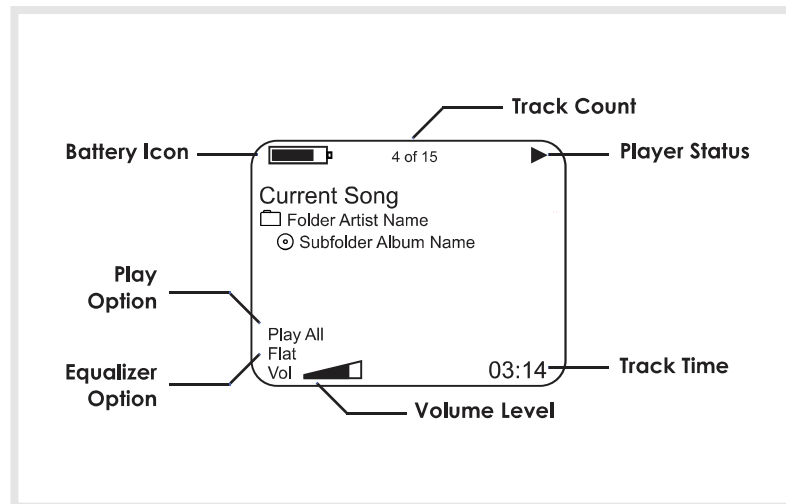 Track Count
Battery Icon
4 of 15
Player Status
Current Song
Folder Artist Name
Subfolder Album Name
Play
Option
Play All
Flat
Vol
03:14
Equalizer
Option
Track Time
Volume Level